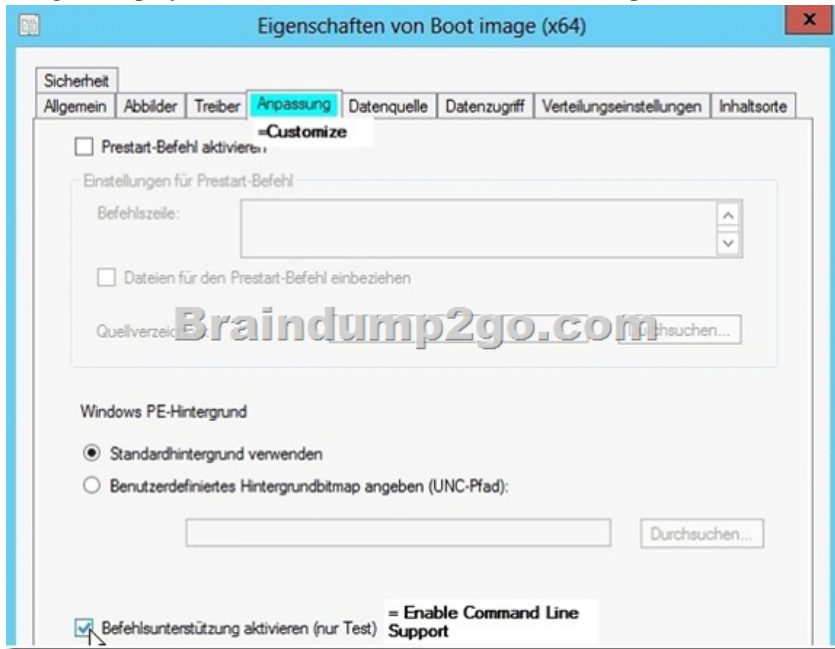 Eigenschaften von Boot image (x64)
x
Sicherheit
Allgemein Abbilder Treiber Anpassung Datenquelle Datenzugriff Verteilungseinstellungen Inhaltsorte
=Customize
Prestart-Befehl
Einstellungen für Prestart-Befehl
Befehlszeile:
Dateien für den Prestart-Befehl einbeziehen
Braindump2go.com
Windows PE-Hintergrund
Standardhintergrund verwenden
Benutzerdefiniertes Hintergrundbitmap angeben (UNC-Pfad):
Durchsuchen...
Befehlsunterstützung aktivieren (nur Test)
= Enable Command Line
Support